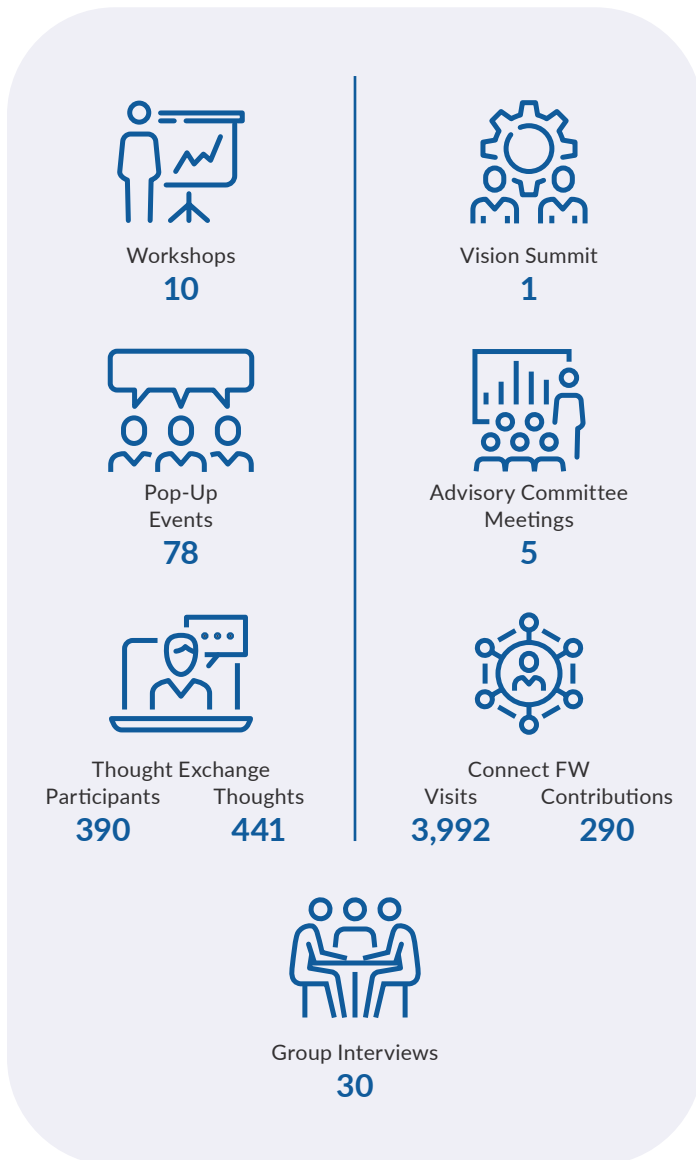 Workshops
10
Vision Summit
1
Pop-Up
Events
78
Advisory Committee
Meetings
5
Thought Exchange
Participants Thoughts
390 441
Connect FW
Visits Contributions
3,992 290
Group Interviews
30